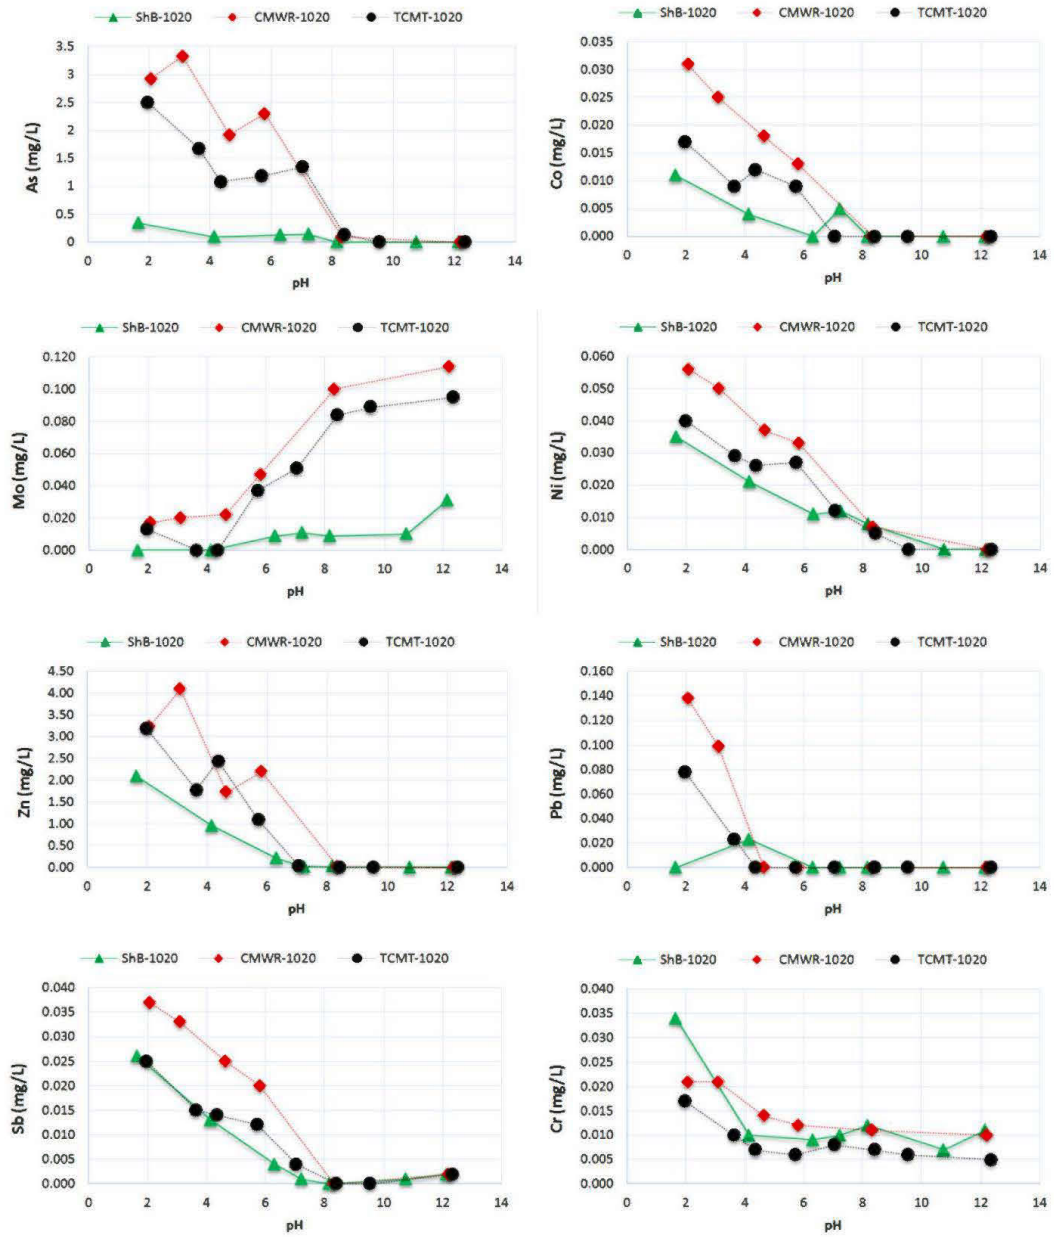 ShB-1020 CMWR-1020 TCMT-1020
As (mg/L)
3.5
3
2.5
2
1.5
1
0.5
0
0 2 4 6 8 10 12 14
pH
ShB-1020 CMWR-1020 TCMT-1020
Co (mg/L)
0.035
0.030
0.025
0.020
0.015
0.010
0.005
0.000
0 2 4 6 8 10 12 14
pH
ShB-1020 CMWR-1020 TCMT-1020
Mo (mg/L)
0.120
0.100
0.080
0.060
0.040
0.020
0.000
0 2 4 6 8 10 12 14
pH
ShB-1020 CMWR-1020 TCMT-1020
Ni (mg/L)
0.060
0.050
0.040
0.030
0.020
0.010
0.000
0 2 4 6 8 10 12 14
pH
ShB-1020 CMWR-1020 TCMT-1020
Zn (mg/L)
4.50
4.00
3.50
3.00
2.50
2.00
1.50
1.00
0.50
0.00
0 2 4 6 8 10 12 14
pH
ShB-1020 CMWR-1020 TCMT-1020
Pb (mg/L)
0.160
0.140
0.120
0.100
0.080
0.060
0.040
0.020
0.000
0 2 4 6 8 10 12 14
pH
ShB-1020 CMWR-1020 TCMT-1020
Sb (mg/L)
0.040
0.035
0.030
0.025
0.020
0.015
0.010
0.005
0.000
0 2 4 6 8 10 12 14
pH
ShB-1020 CMWR-1020 TCMT-1020
Cr (mg/L)
0.040
0.035
0.030
0.025
0.020
0.015
0.010
0.005
0.000
0 2 4 6 8 10 12 14
pH